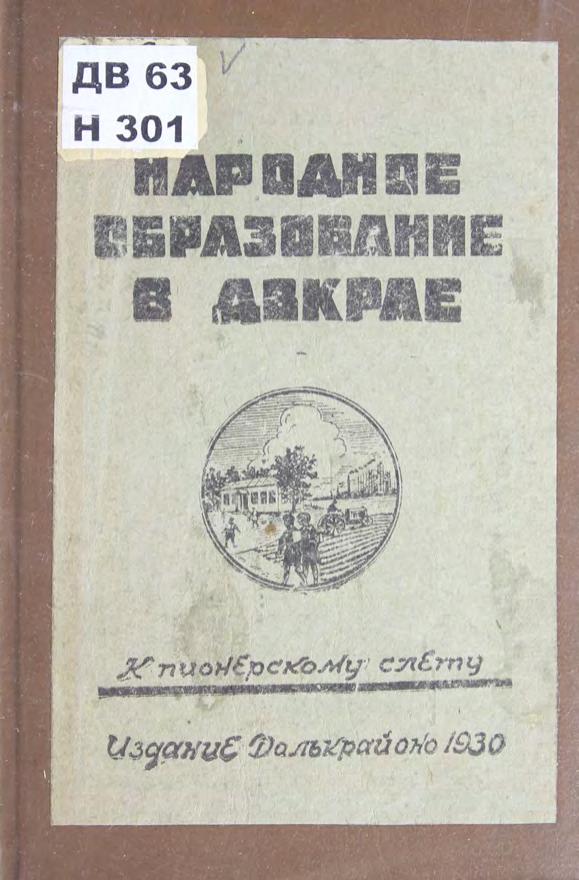 ДВ 63
Н 301
НАРОДНОЕ
ОБРАЗОВАНИЕ
В ДВКРАЕ
К пионерскому слету
Издание Далькрайоно 1930